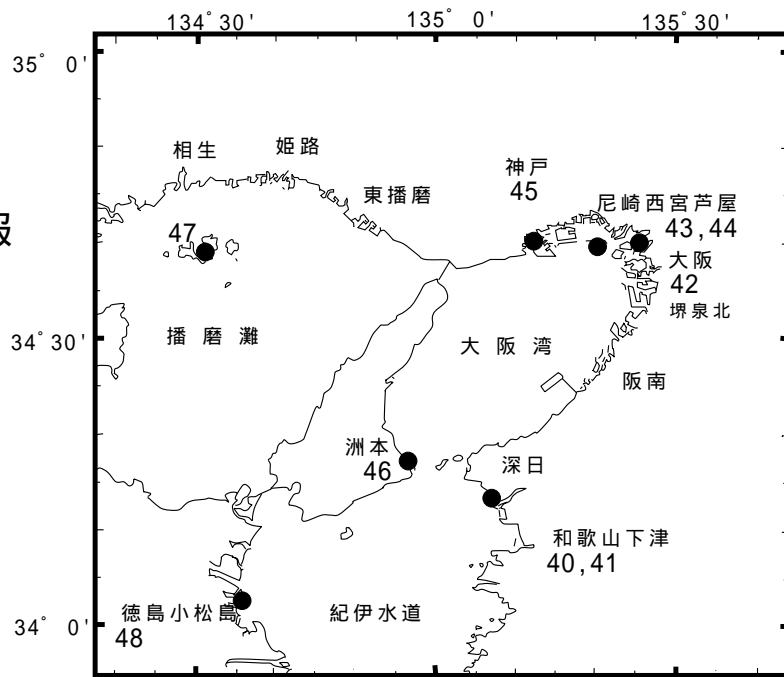 134° 30'
135° 0'
135° 30'
35° 0'
姫路
相生
神戸
45
東播磨
尼崎西宮芦屋
43,44
報
47
大阪
42
堺泉北
播磨灘
34° 30'
大阪湾
阪南
洲本
46
深日
和歌山下津
40,41
徳島小松島
48
紀伊水道
34° 0'